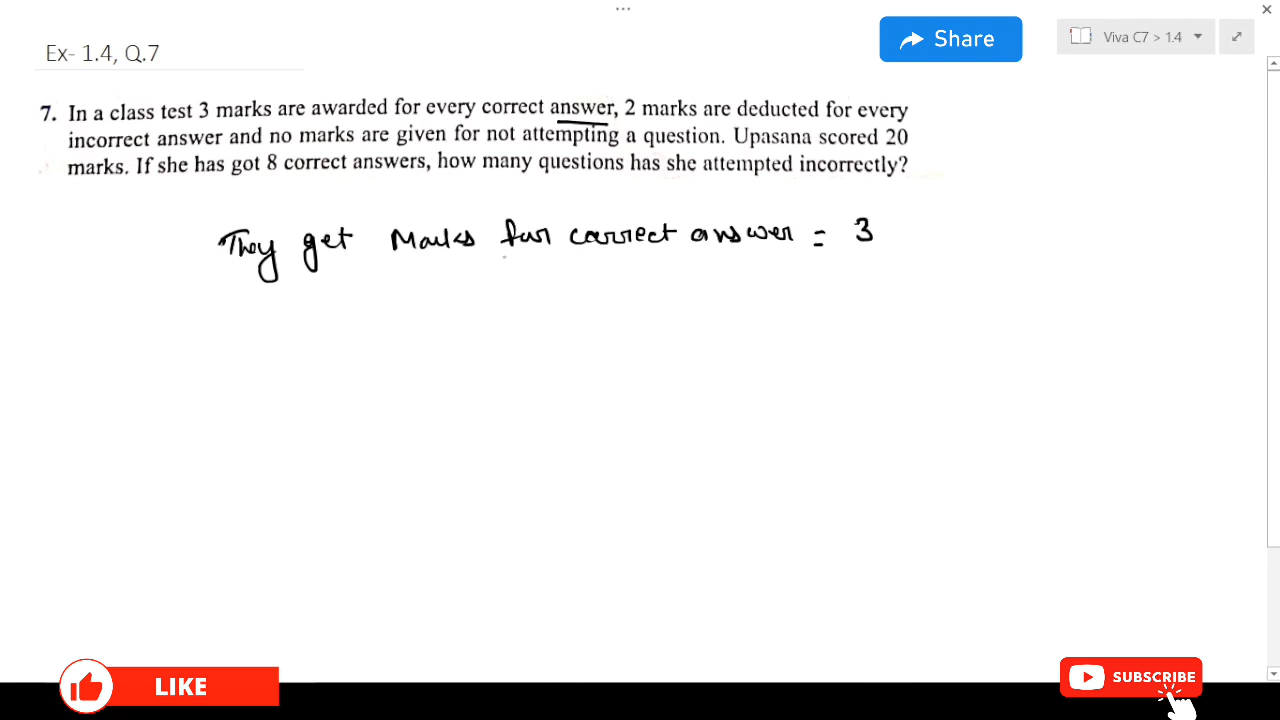 ...
Share
Viva C7 > 1.4
Ex- 1.4, Q.7
7. In a class test 3 marks are awarded for every correct answer, 2 marks are deducted for every
incorrect answer and no marks are given for not attempting a question. Upasana scored 20
marks. If she has got 8 correct answers, how many questions has she attempted incorrectly?
They get Marks for correct answer = 3
LIKE
SUBSCRIBE